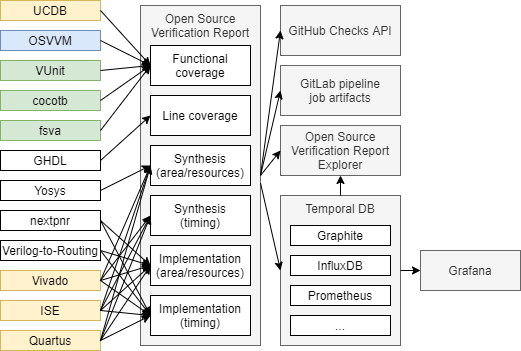 UCDB
OSVVM
VUnit
cocotb
fsva
GHDL
Yosys
nextpnr
Verilog-to-Routing
Vivado
ISE
Quartus
Open Source
Verification Report
Functional
coverage
Line coverage
Synthesis
(area/resources)
Synthesis
(timing)
Implementation
(area/resources)
Implementation
(timing)
GitHub Checks API
GitLab pipeline
job artifacts
Open Source
Verification Report
Explorer
Temporal DB
Graphite
InfluxDB
Prometheus
...
Grafana